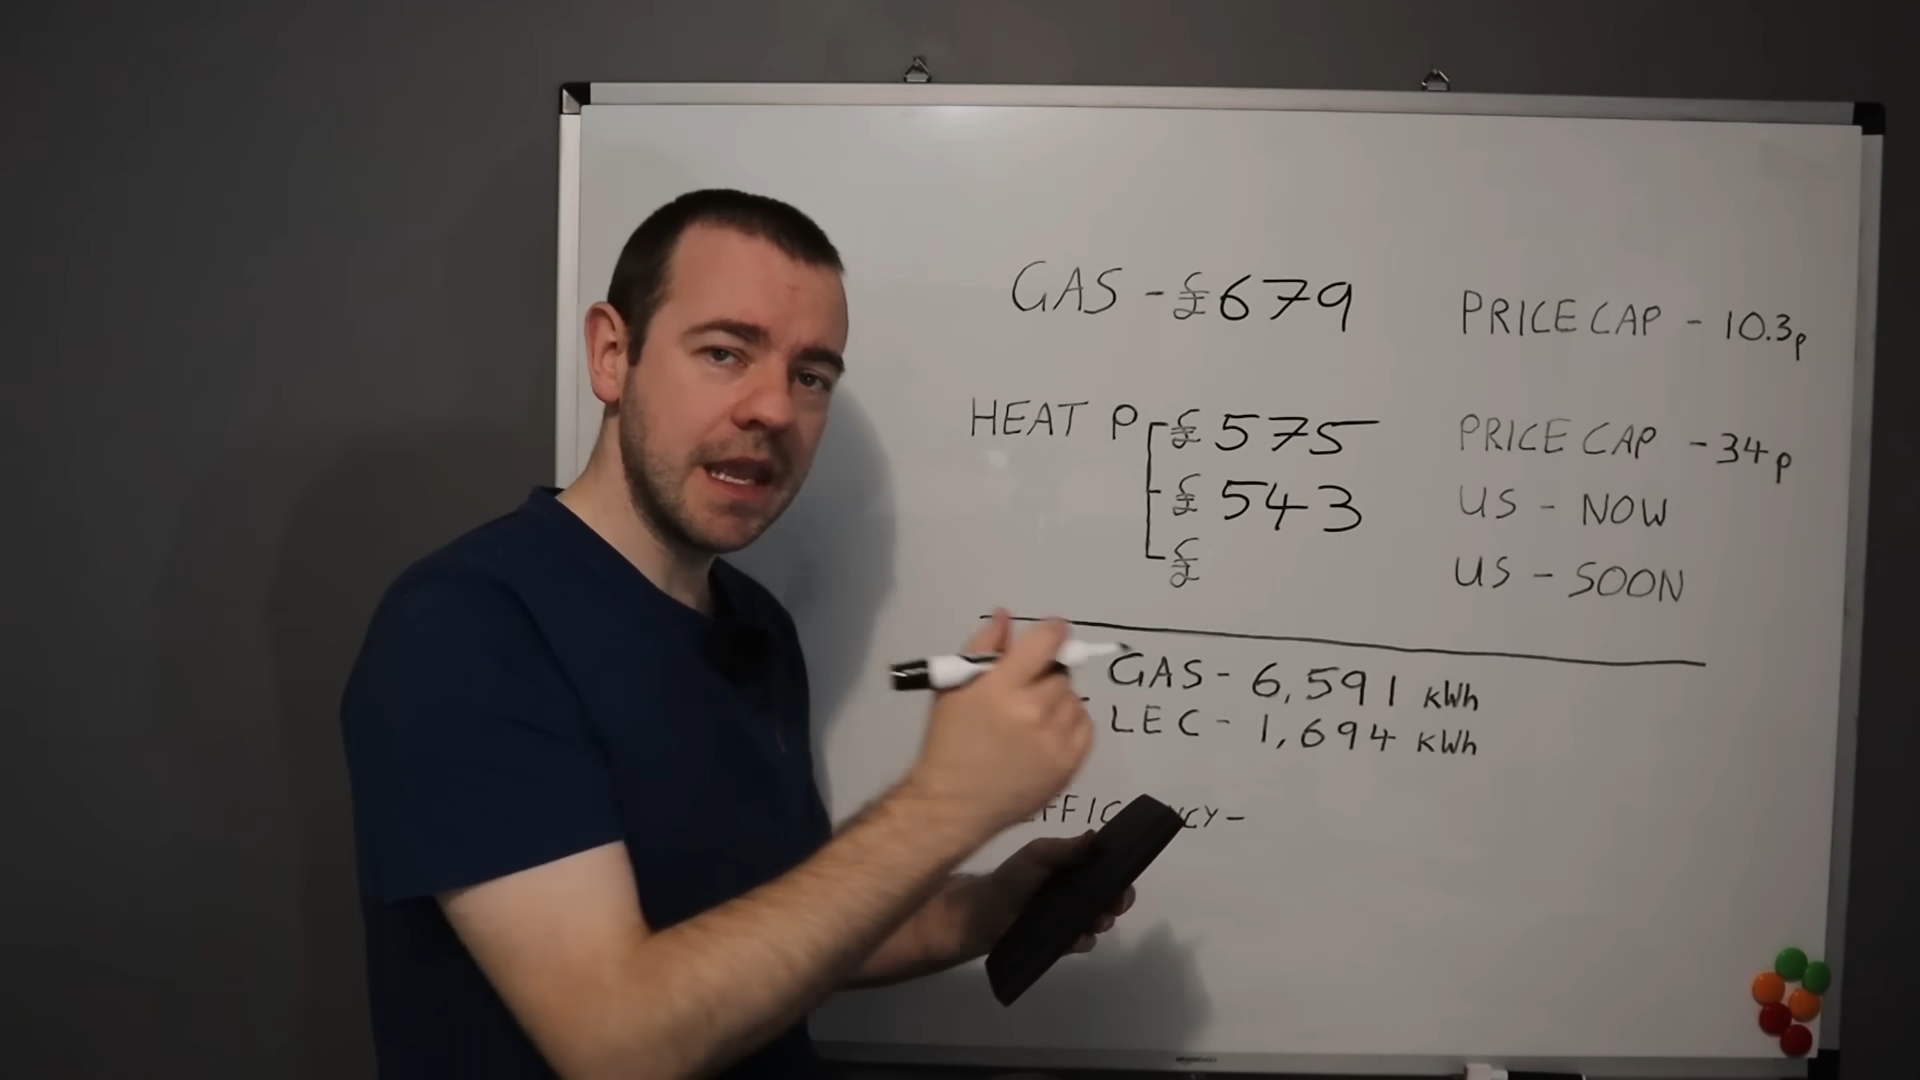 GAS - £679 PRICE CAP - 10.3p
HEAT P £575 PRICE CAP - 34p
£543 US - NOW
£ US - SOON
GAS - 6,591 kWh
LEC - 1,694 kWh